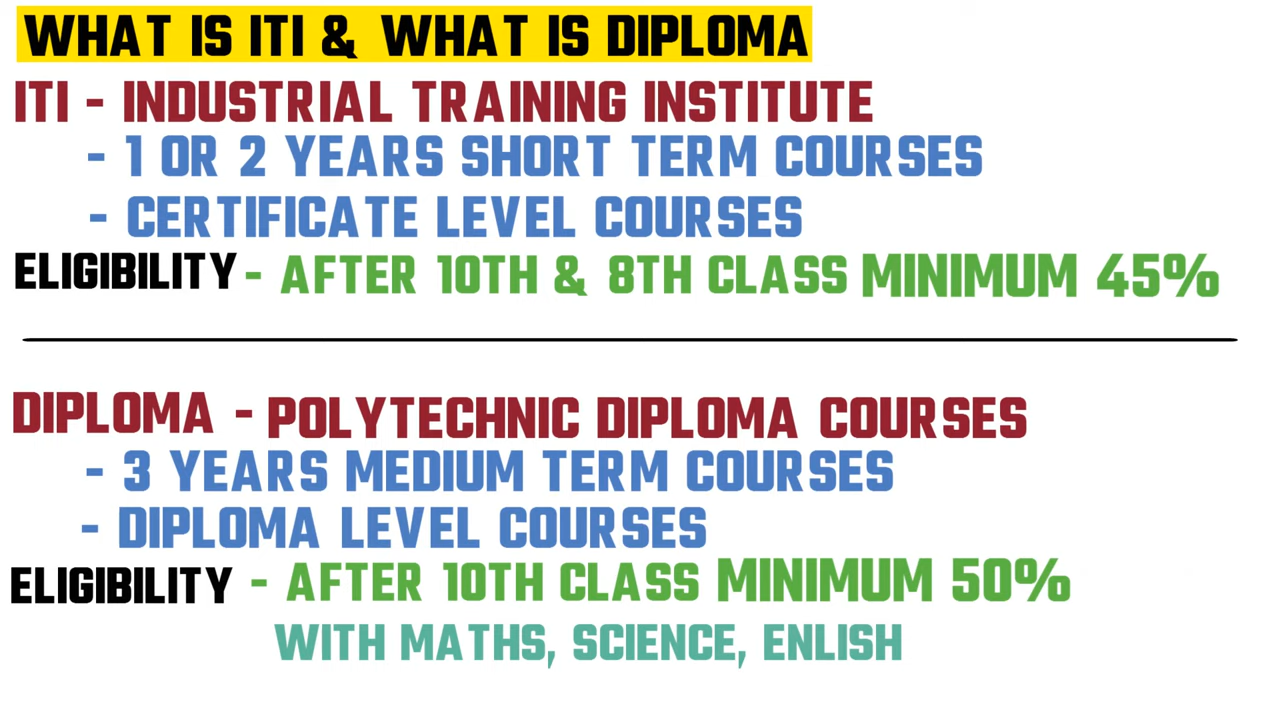 WHAT IS ITI & WHAT IS DIPLOMA
ITI - INDUSTRIAL TRAINING INSTITUTE
- 1 OR 2 YEARS SHORT TERM COURSES
- CERTIFICATE LEVEL COURSES
ELIGIBILITY - AFTER 10TH & 8TH CLASS MINIMUM 45%
DIPLOMA - POLYTECHNIC DIPLOMA COURSES
- 3 YEARS MEDIUM TERM COURSES
- DIPLOMA LEVEL COURSES
ELIGIBILITY - AFTER 10TH CLASS MINIMUM 50%
WITH MATHS, SCIENCE, ENLISH